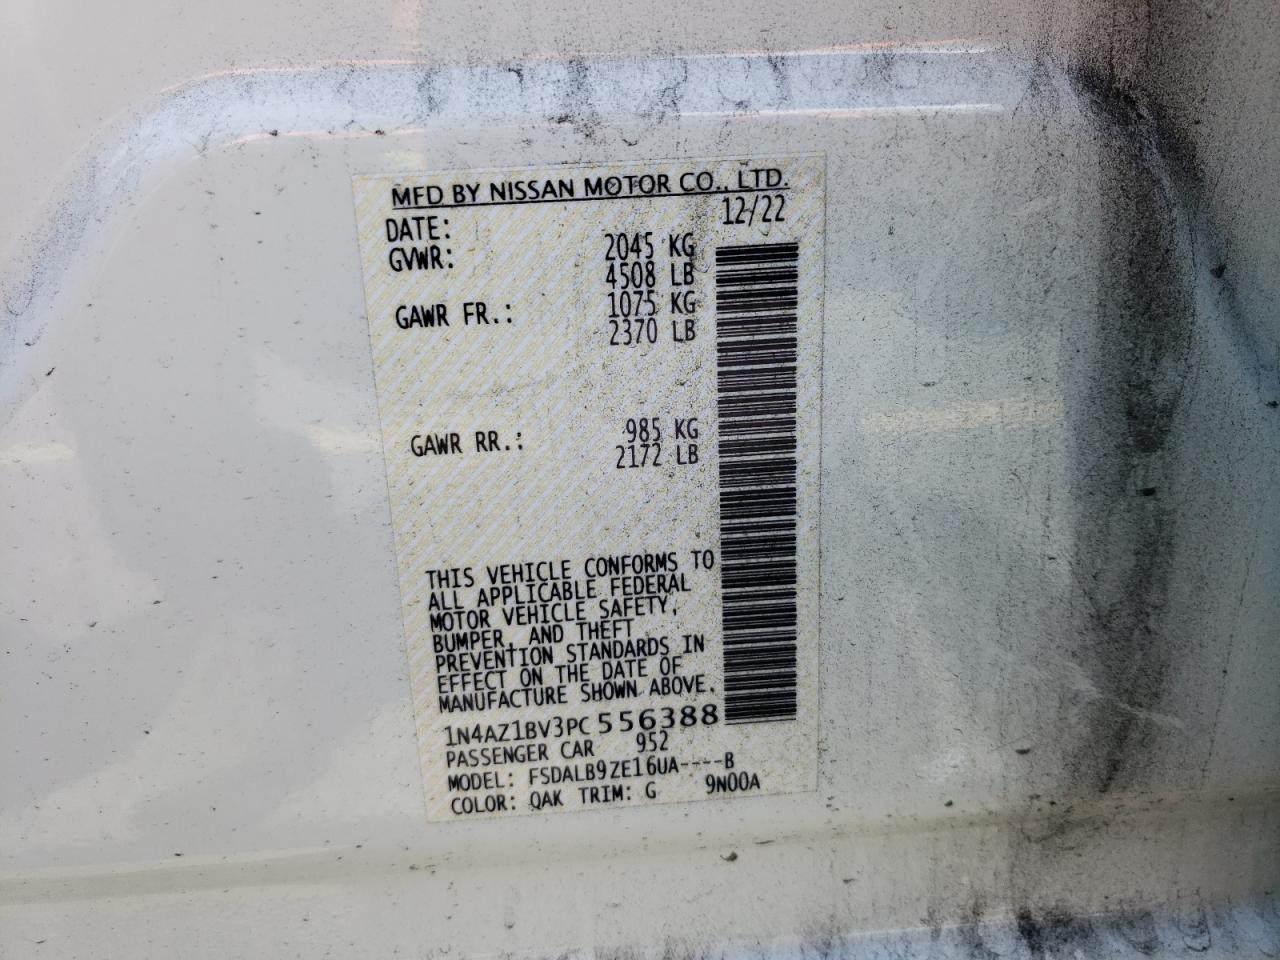 MFD BY NISSAN MOTOR CO., LTD.
DATE: 12/22
GVWR: 2045 KG
4508 LB
GAWR FR.: 1075 KG
2370 LB
GAWR RR.: 985 KG
2172 LB
THIS VEHICLE CONFORMS TO
ALL APPLICABLE FEDERAL
MOTOR VEHICLE SAFETY,
BUMPER, AND THEFT
PREVENTION STANDARDS IN
EFFECT ON THE DATE OF
MANUFACTURE SHOWN ABOVE.
1N4AZ1BV3PC556388
PASSENGER CAR 952
MODEL: FSDALB9ZE16UA----B
COLOR: QAK TRIM: G 9N00A